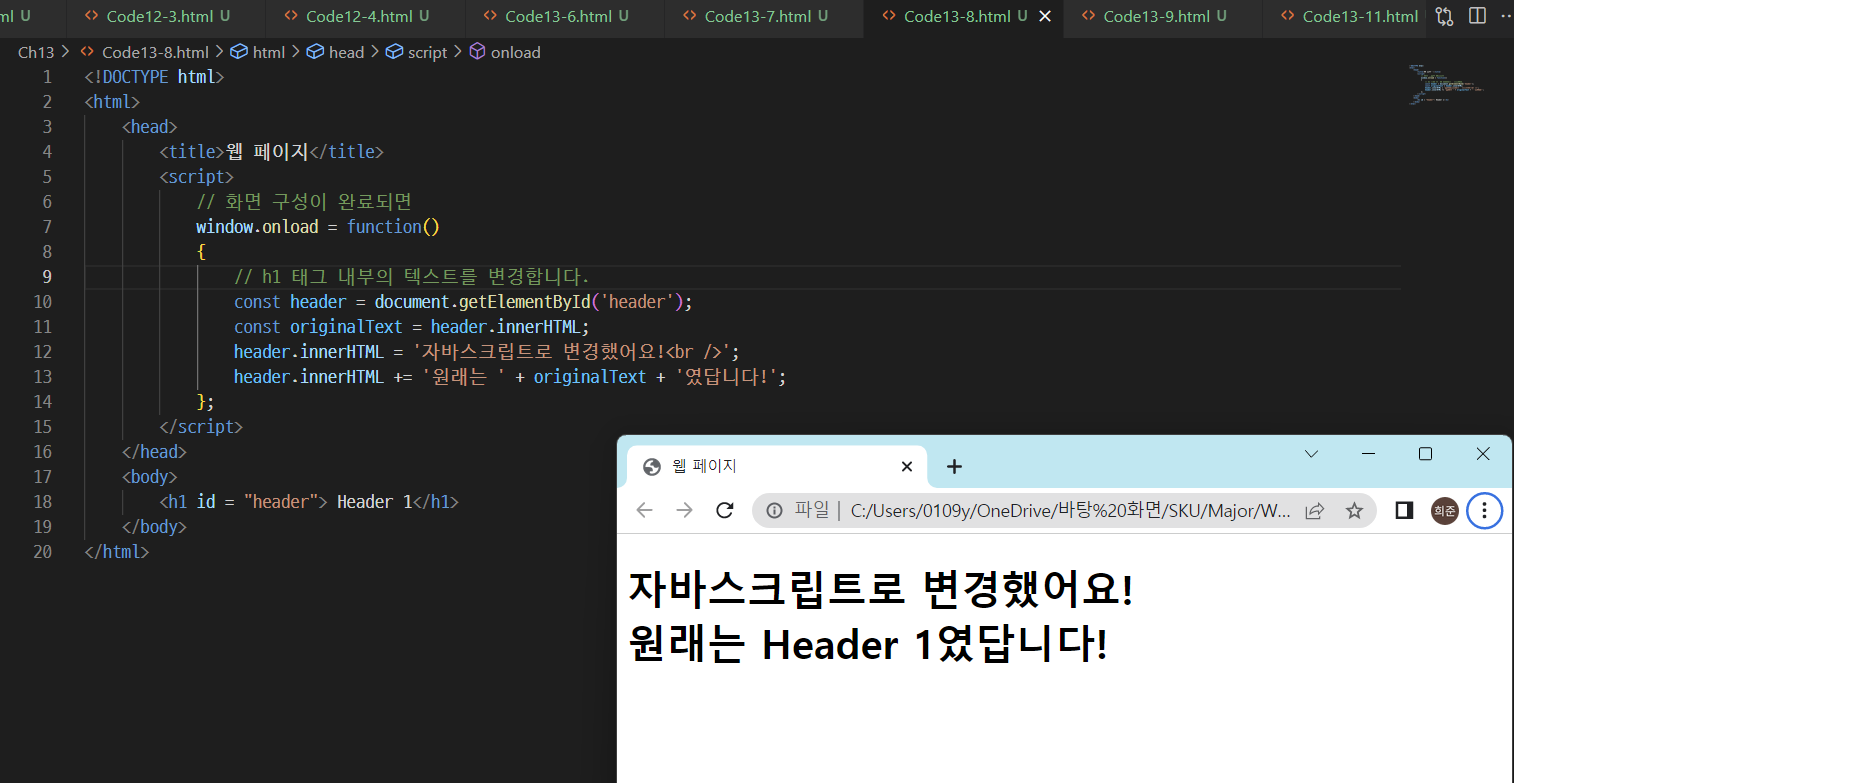 ml U Code12-3.html U Code12-4.html U Code13-6.html U Code13-7.html U Code13-8.html U Code13-9.html U Code13-11.html
Ch13 > Code13-8.html > html > head > script > onload
1 <!DOCTYPE html>
2 <html>
3 <head>
4 <title>웹 페이지</title>
5 <script>
6 // 화면 구성이 완료되면
7 window.onload = function()
8 {
9 // h1 태그 내부의 텍스트를 변경합니다.
10 const header = document.getElementById('header');
11 const originalText = header.innerHTML;
12 header.innerHTML = '자바스크립트로 변경했어요!<br />';
13 header.innerHTML += '원래는 ' + originalText + '였답니다!';
14 };
15 </script>
16 </head>
17 <body>
18 <h1 id = "header"> Header 1</h1>
19 </body>
20 </html>
웹 페이지
파일 | C:/Users/0109y/OneDrive/바탕%20화면/SKU/Major/W... 희준
자바스크립트로 변경했어요!
원래는 Header 1였답니다!